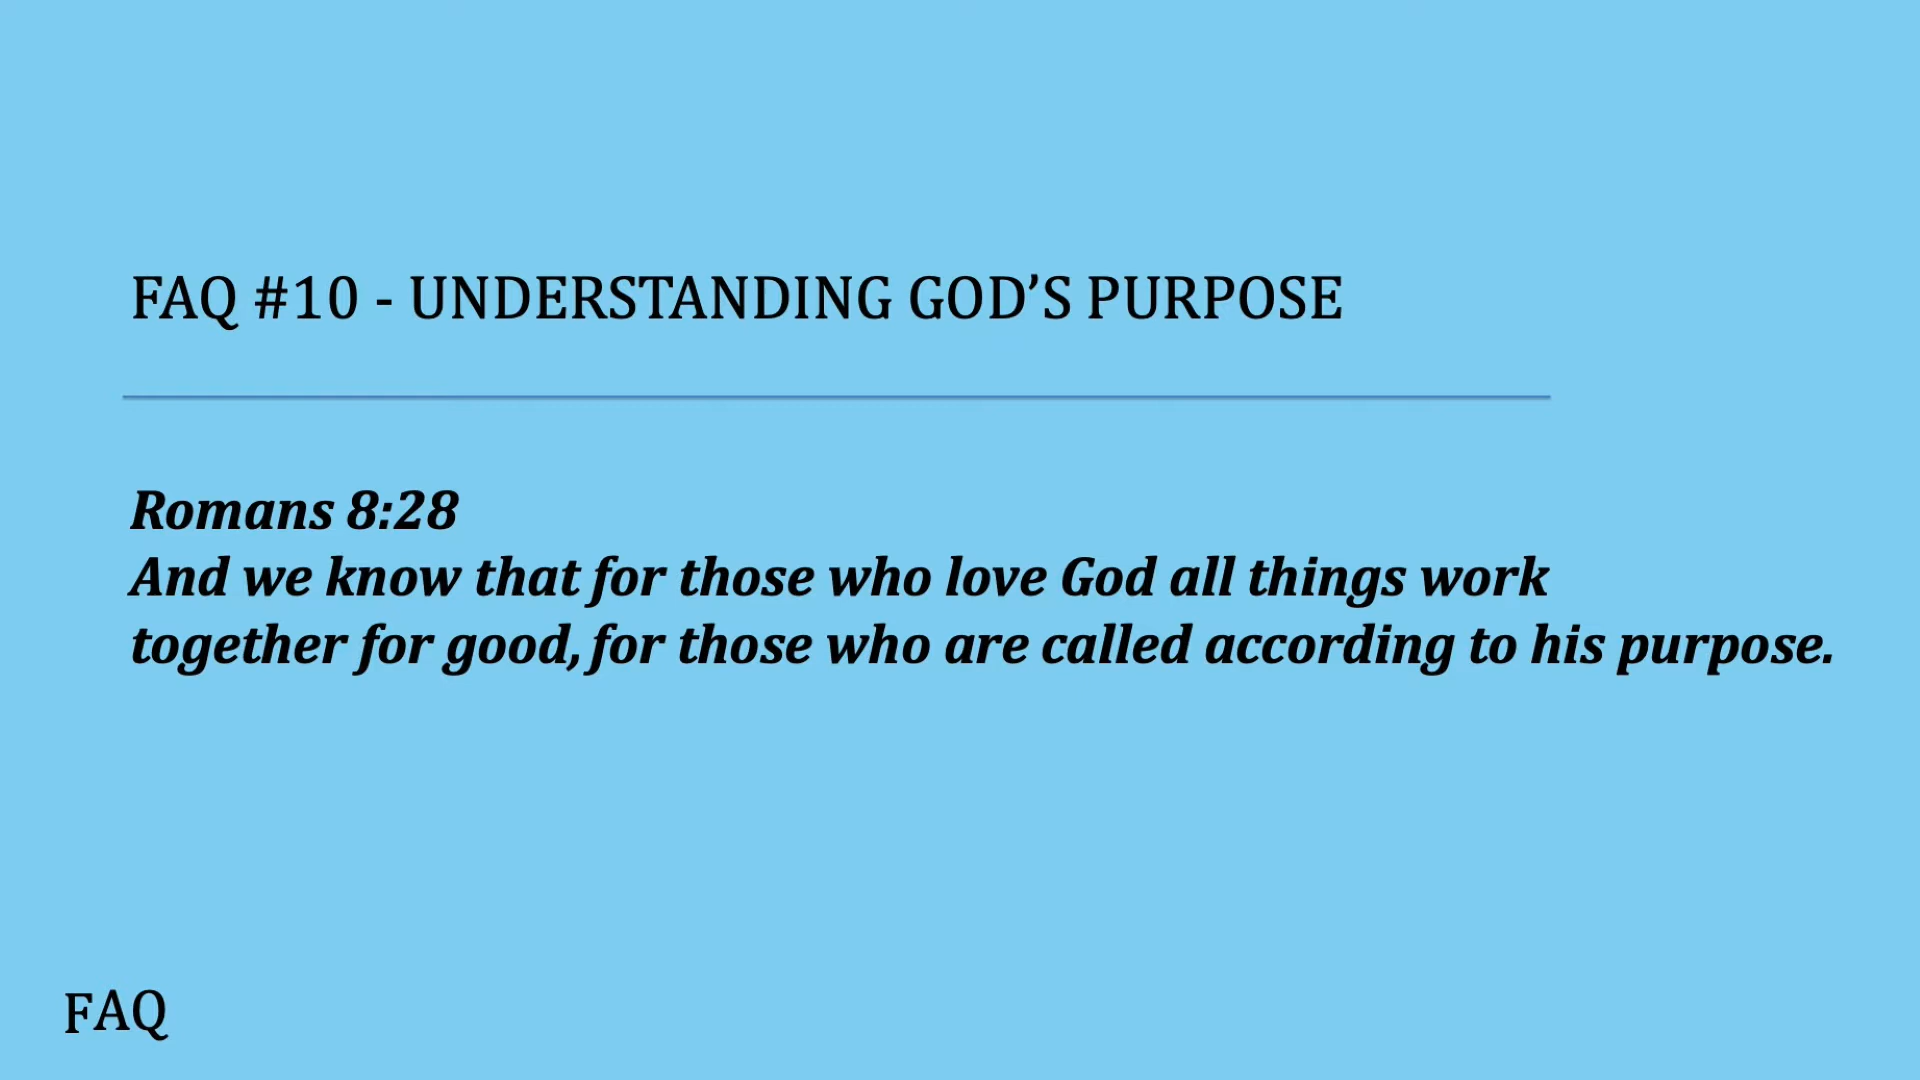 FAQ #10 - UNDERSTANDING GOD’S PURPOSE
Romans 8:28
And we know that for those who love God all things work
together for good, for those who are called according to his purpose.
FAQ